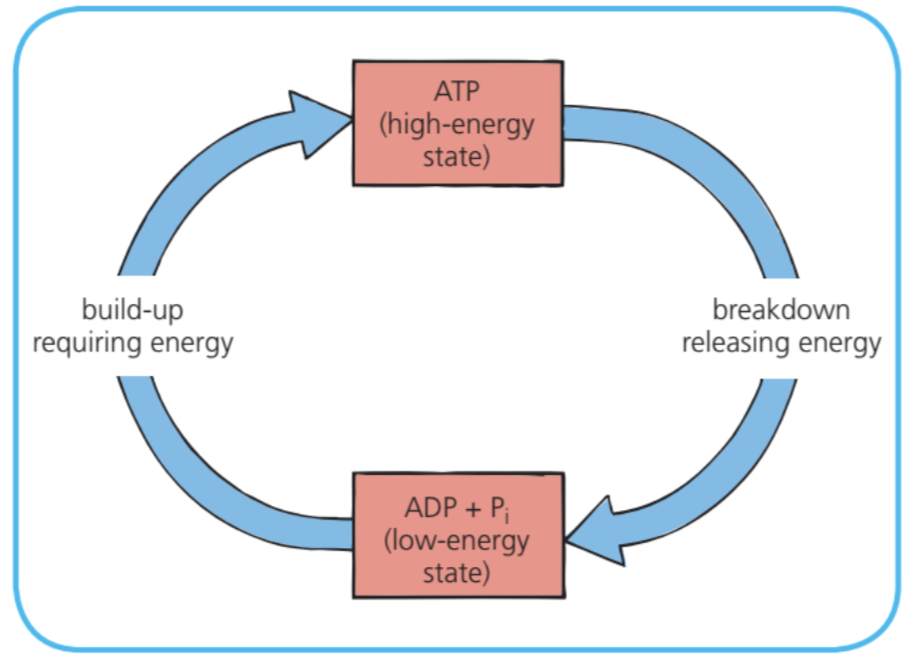 ATP
(high-energy
state)
build-up
requiring energy
breakdown
releasing energy
ADP + Pᵢ
(low-energy
state)